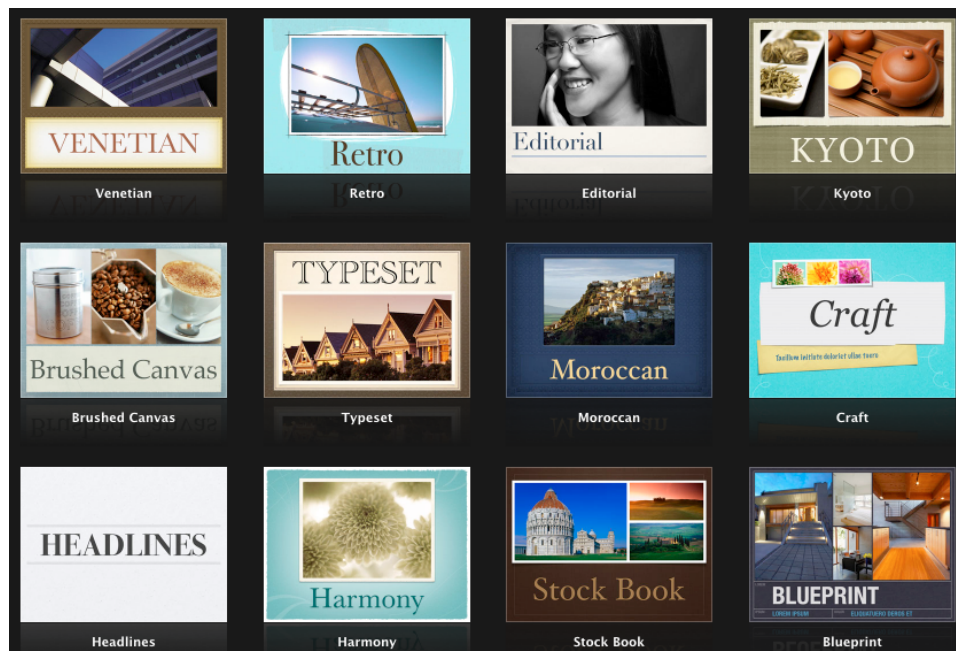 VENETIAN
Retro
Editorial
KYOTO
Venetian
Retro
Editorial
Kyoto
Brushed Canvas
TYPESET
Moroccan
Craft
Brushed Canvas
Typeset
Moroccan
Craft
HEADLINES
Harmony
Stock Book
BLUEPRINT
LOREM IPSUM
Headlines
Harmony
Stock Book
Blueprint